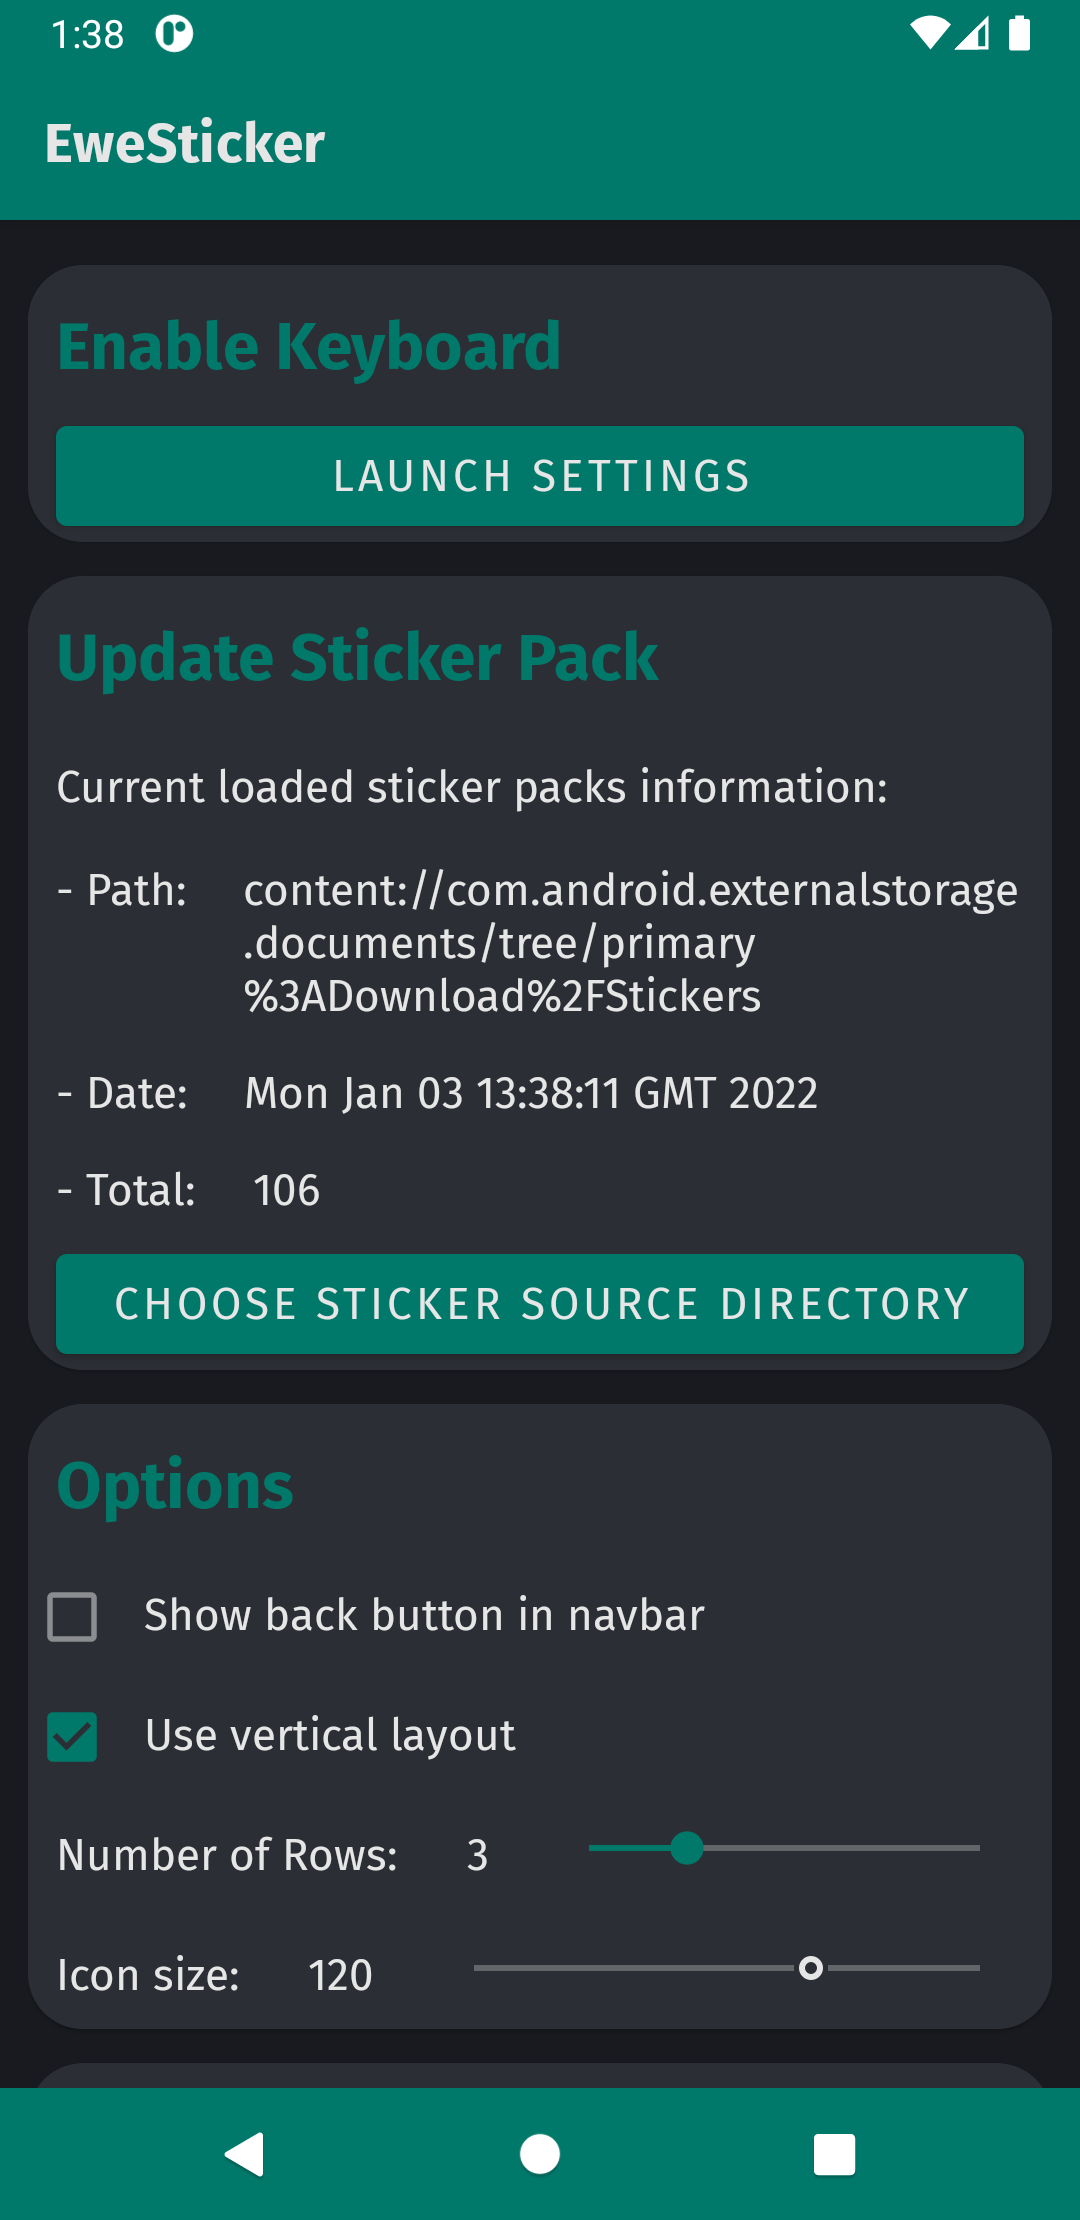 1:38
EweSticker
Enable Keyboard
LAUNCH SETTINGS
Update Sticker Pack
Current loaded sticker packs information:
- Path: content://com.android.externalstorage
.documents/tree/primary
%3ADownload%2FStickers
- Date: Mon Jan 03 13:38:11 GMT 2022
- Total: 106
CHOOSE STICKER SOURCE DIRECTORY
Options
Show back button in navbar
Use vertical layout
Number of Rows: 3
Icon size: 120